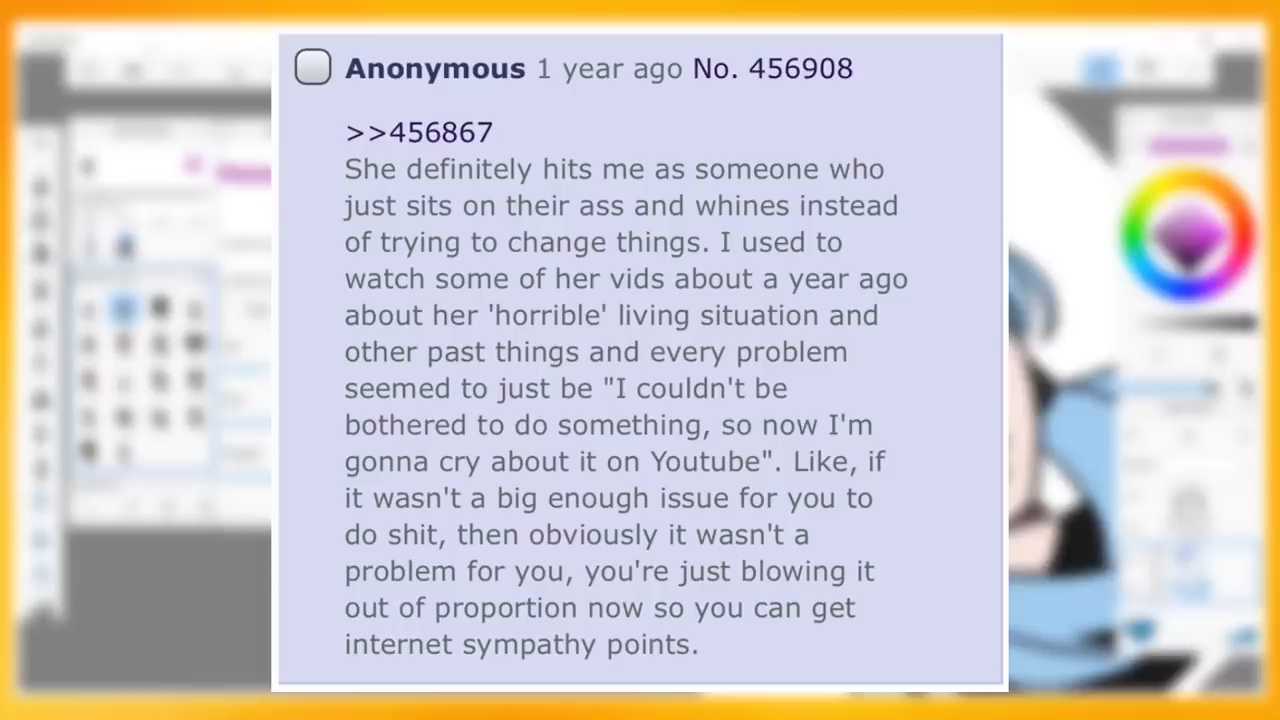 Anonymous 1 year ago No. 456908
>>456867
She definitely hits me as someone who
just sits on their ass and whines instead
of trying to change things. I used to
watch some of her vids about a year ago
about her 'horrible' living situation and
other past things and every problem
seemed to just be "I couldn't be
bothered to do something, so now I'm
gonna cry about it on Youtube". Like, if
it wasn't a big enough issue for you to
do shit, then obviously it wasn't a
problem for you, you're just blowing it
out of proportion now so you can get
internet sympathy points.